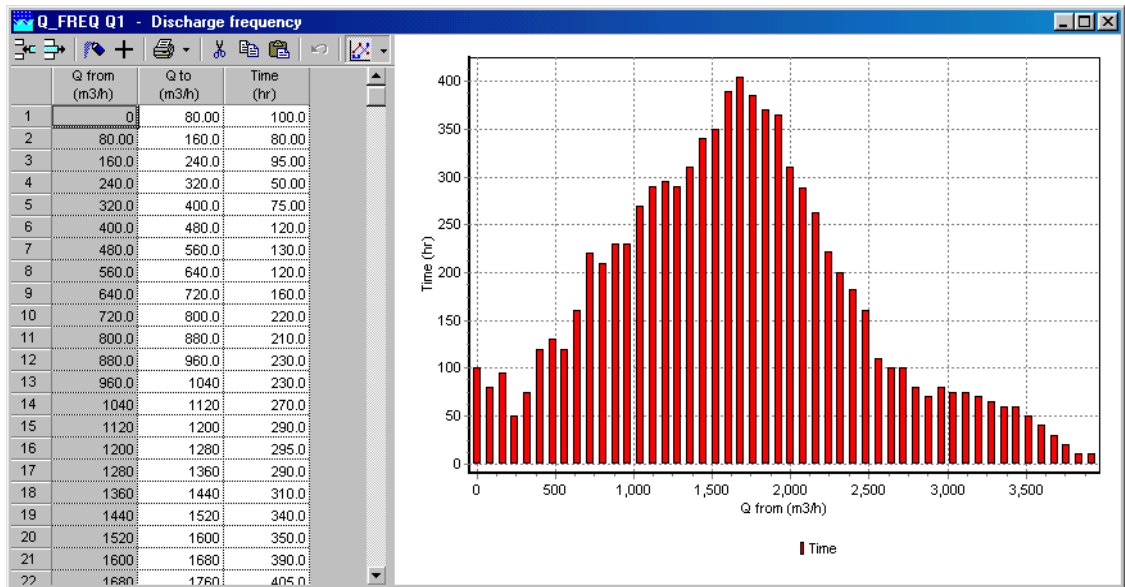 Q_FREQ Q1 - Discharge frequency
Q from (m3/h) Q to (m3/h) Time (hr)
1 0 80.00 100.0
2 80.00 160.0 80.00
3 160.0 240.0 95.00
4 240.0 320.0 50.00
5 320.0 400.0 75.00
6 400.0 480.0 120.0
7 480.0 560.0 130.0
8 560.0 640.0 120.0
9 640.0 720.0 160.0
10 720.0 800.0 220.0
11 800.0 880.0 210.0
12 880.0 960.0 230.0
13 960.0 1040 230.0
14 1040 1120 270.0
15 1120 1200 290.0
16 1200 1280 295.0
17 1280 1360 290.0
18 1360 1440 310.0
19 1440 1520 340.0
20 1520 1600 350.0
21 1600 1680 390.0
22 1680 1760 405.0
Time (hr)
400
350
300
250
200
150
100
50
0
0 500 1,000 1,500 2,000 2,500 3,000 3,500
Q from (m3/h)
Time